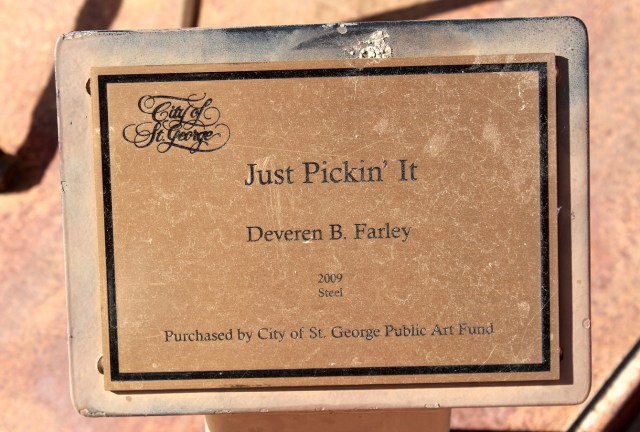 City of
St. George
Just Pickin' It
Deveren B. Farley
2009
Steel
Purchased by City of St. George Public Art Fund